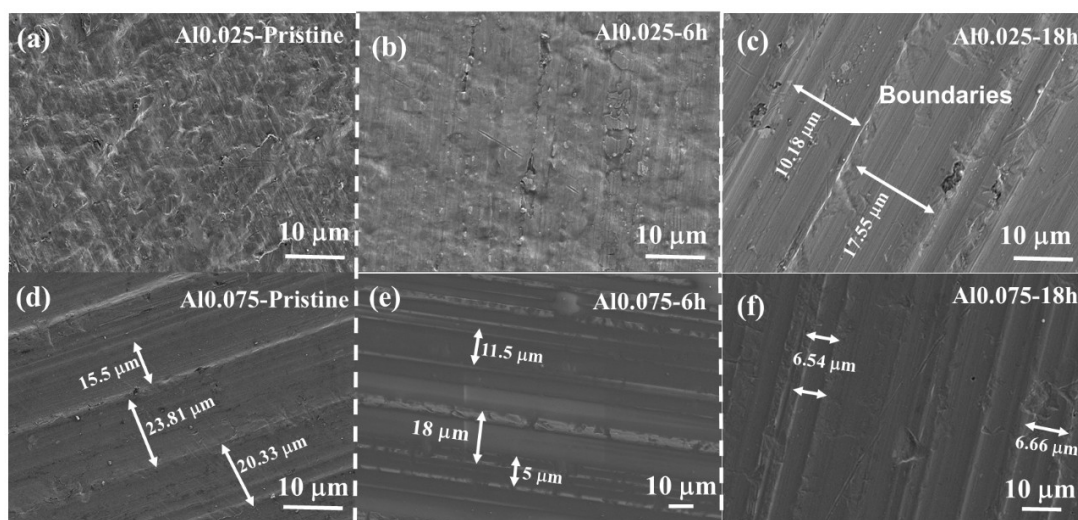 (a)
Al0.025-Pristine
10 μm
(b)
Al0.025-6h
10 μm
(c)
Al0.025-18h
Boundaries
10.18 μm
17.55 μm
10 μm
(d)
Al0.075-Pristine
15.5 μm
23.81 μm
20.33 μm
10 μm
(e)
Al0.075-6h
11.5 μm
18 μm
5 μm
10 μm
(f)
Al0.075-18h
6.54 μm
6.66 μm
10 μm